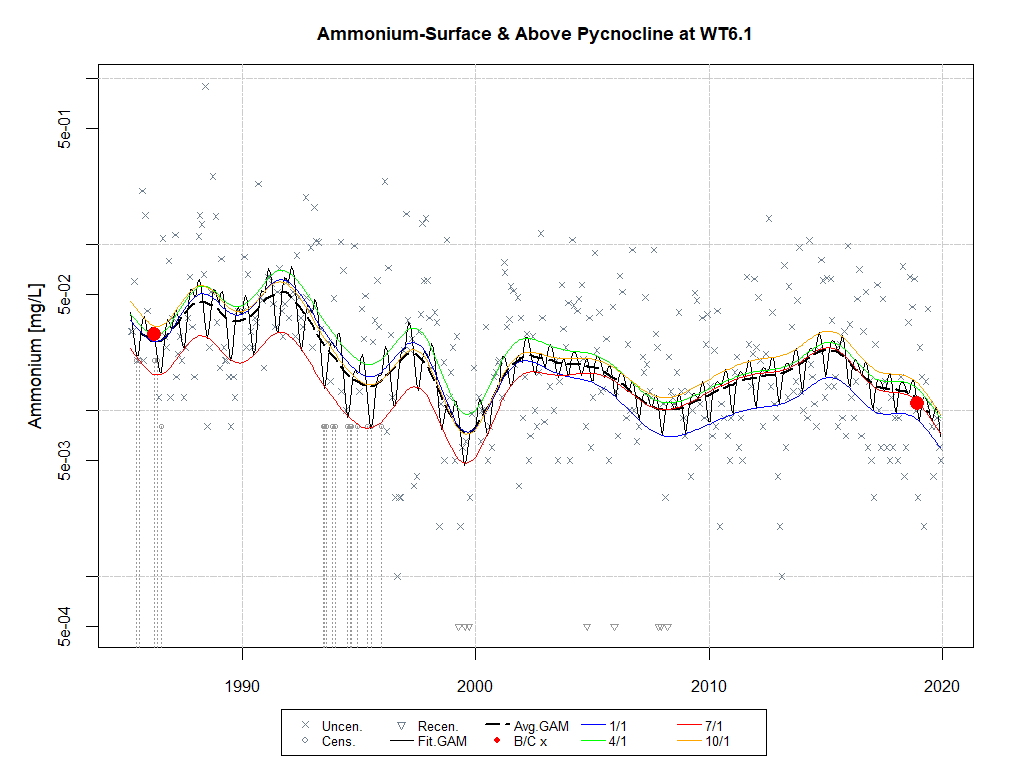 Ammonium-Surface & Above Pycnocline at WT6.1
Ammonium [mg/L]
5e-01
5e-02
5e-03
5e-04
1990 2000 2010 2020
Uncen. Recen. Avg.GAM 1/1 7/1
Cens. Fit.GAM B/C x 4/1 10/1